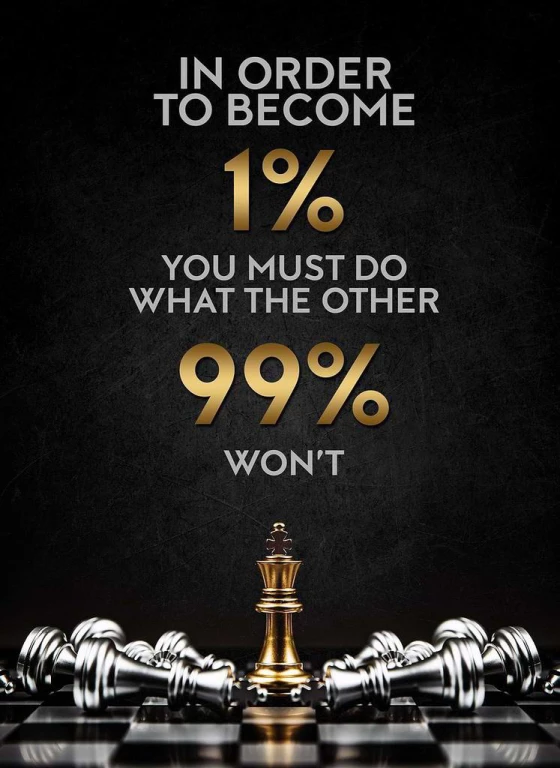 IN ORDER
TO BECOME
1%
YOU MUST DO
WHAT THE OTHER
99%
WON'T